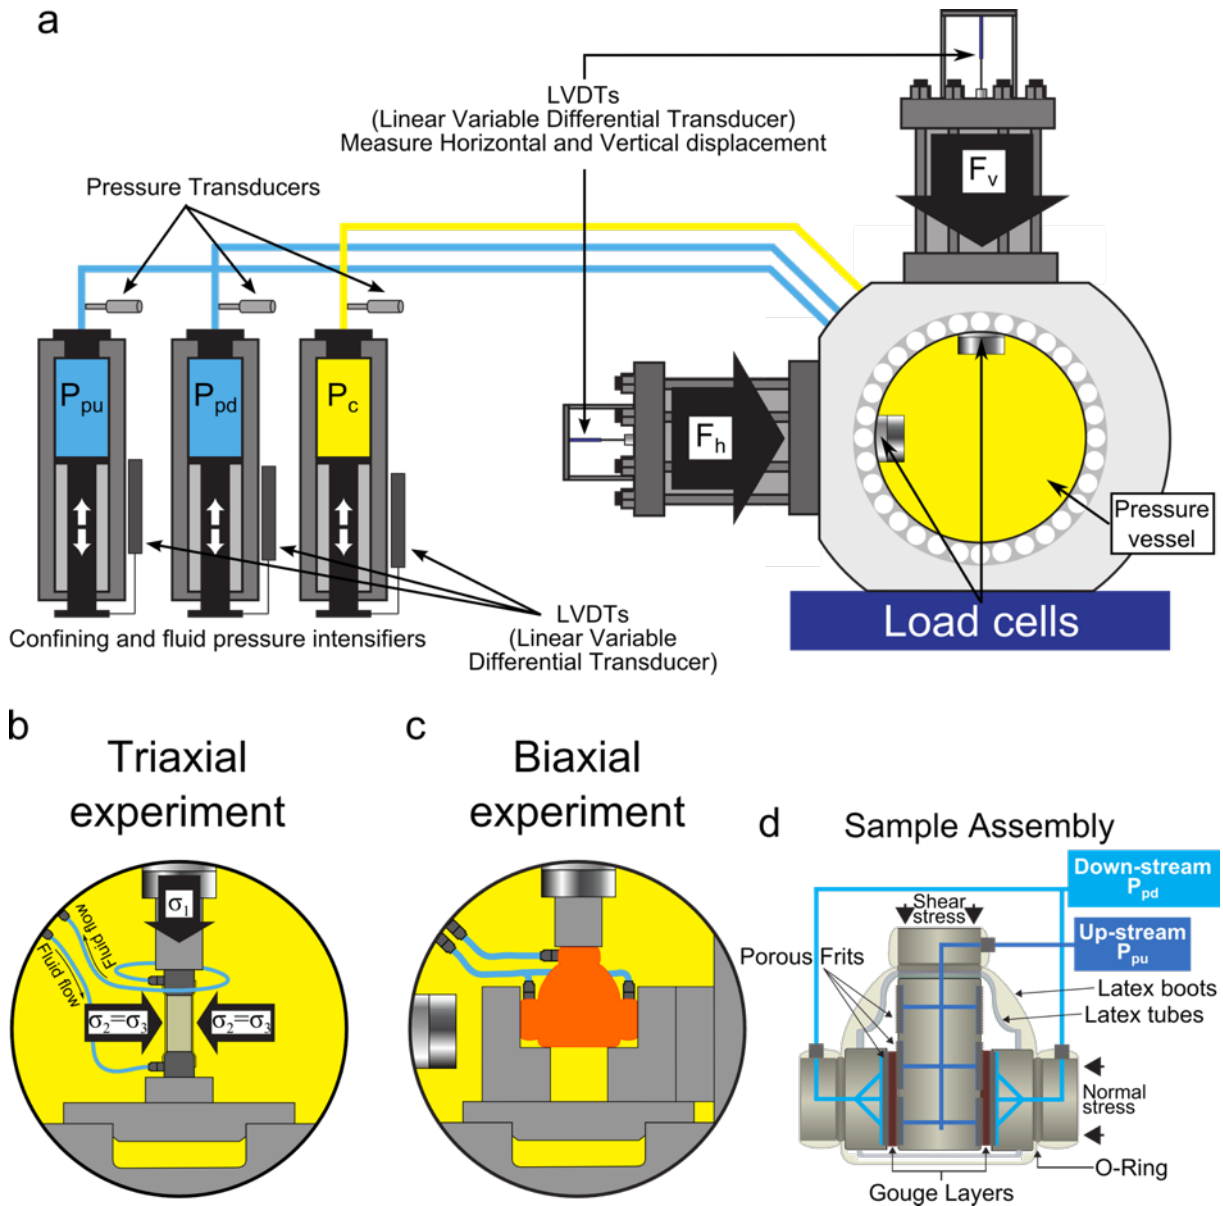 a
LVDTs
(Linear Variable Differential Transducer)
Measure Horizontal and Vertical displacement
Pressure Transducers
Fv
Ppu
Ppd
Pc
Fh
Pressure
vessel
Load cells
LVDTs
(Linear Variable
Differential Transducer)
Confining and fluid pressure intensifiers
b
Triaxial
experiment
σ1
Fluid flow
Fluid flow
σ2=σ3
σ2=σ3
c
Biaxial
experiment
d
Sample Assembly
Down-stream
Ppd
Shear
stress
Up-stream
Ppu
Porous Frits
Latex boots
Latex tubes
Normal
stress
O-Ring
Gouge Layers